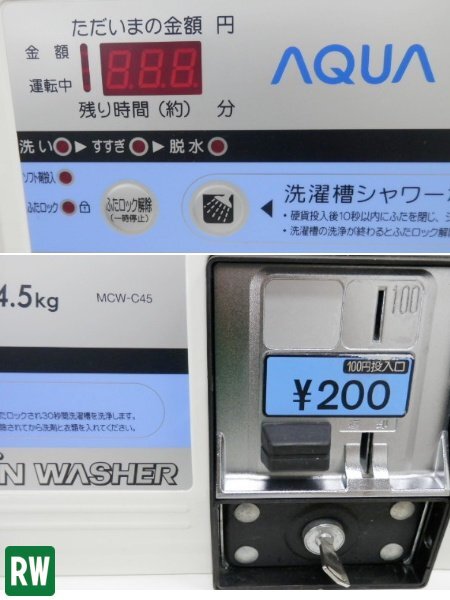 ただいまの金額 円
金 額
8.8.8.
運転中
残り時間（約） 分
AQUA
洗い ▶ すすぎ ▶ 脱水
ソフト剤投入
ふたロック
ふたロック解除
(一時停止)
洗濯槽シャワー
・硬貨投入後10秒以内にふたを閉じ、
・洗濯槽の洗浄が終わるとふたロック解
4.5kg
MCW-C45
たロックされ30秒間洗濯槽を洗浄します。
除されてから洗剤と衣類を入れてください。
N WASHER
100
100円投入口
¥200
RW